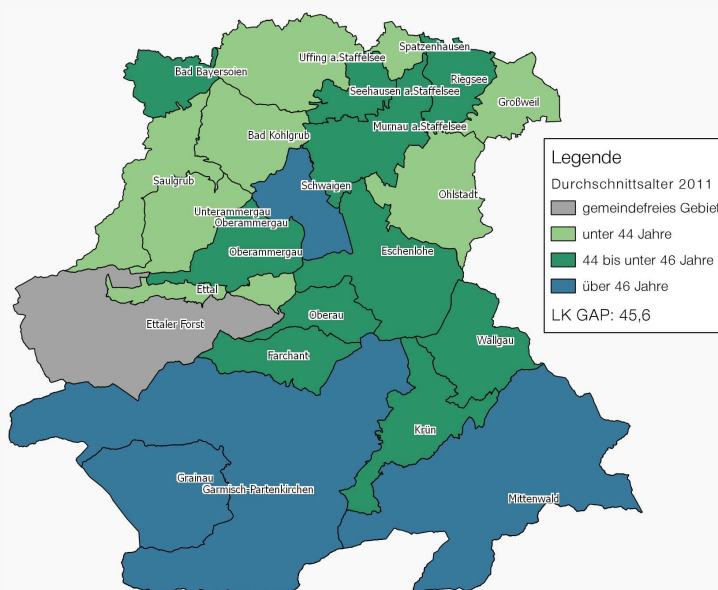 Spatzenhausen
Uffing a.Staffelsee
Bad Bayersoien
Riegsee
Seehausen a.Staffelsee
Großweil
Murnau a.Staffelsee
Bad Kohlgrub
Saulgrub
Schwaigen
Ohlstadt
Unterammergau
Oberammergau
Oberammergau
Eschenlohe
Ettal
Ettaler Forst
Oberau
Farchant
Wallgau
Krün
Grainau
Garmisch-Partenkirchen
Mittenwald
Legende
Durchschnittsalter 2011
gemeindefreies Gebiet
unter 44 Jahre
44 bis unter 46 Jahre
über 46 Jahre
LK GAP: 45,6